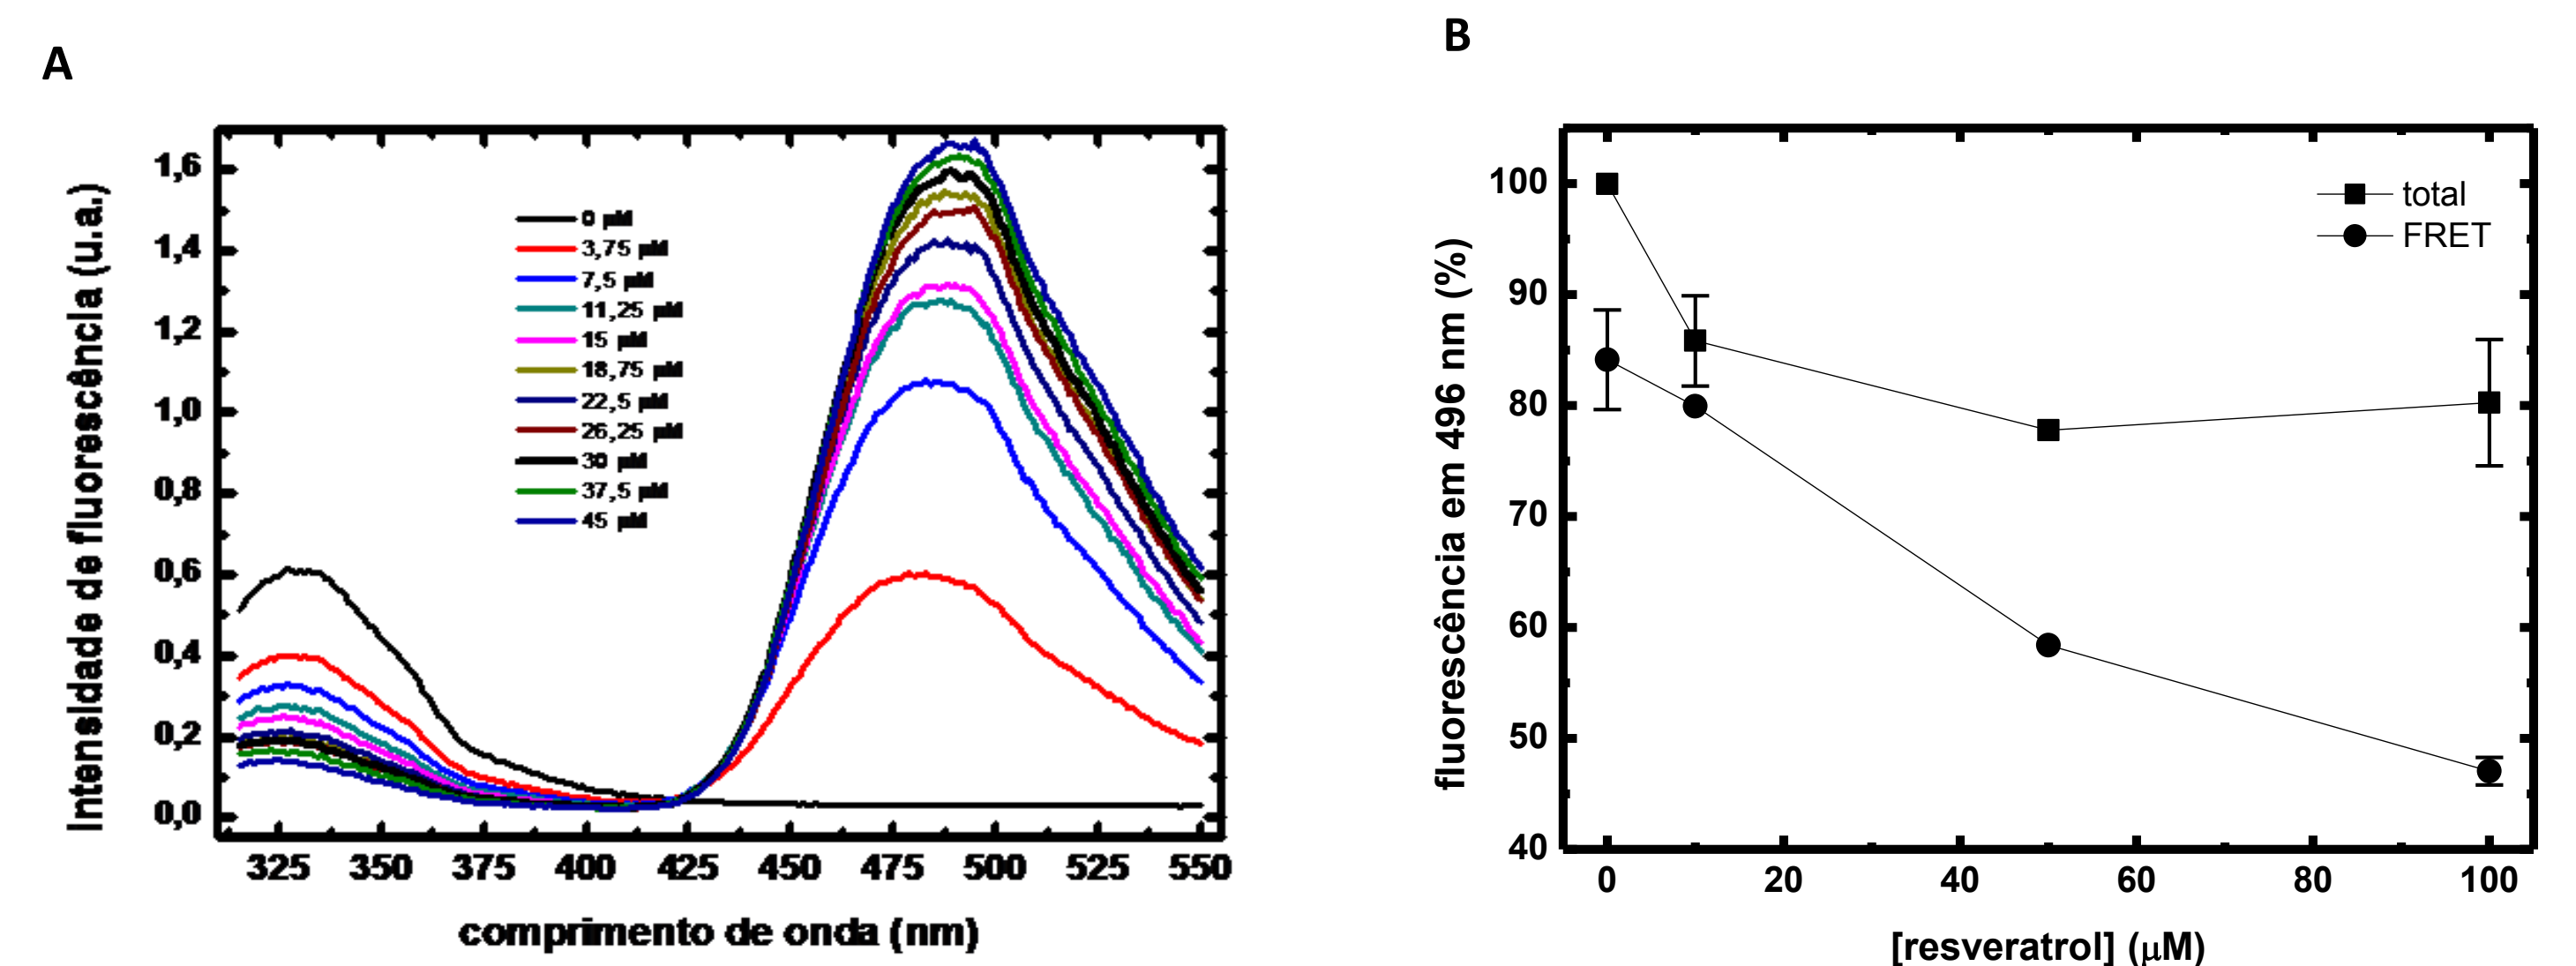 A
B
Intensidade de fluorescência (u.a.)
1,6
1,4
1,2
1,0
0,8
0,6
0,4
0,2
0,0
0 µM
3,75 µM
7,5 µM
11,25 µM
15 µM
18,75 µM
22,5 µM
26,25 µM
30 µM
37,5 µM
45 µM
325 350 375 400 425 450 475 500 525 550
comprimento de onda (nm)
fluorescência em 496 nm (%)
100
90
80
70
60
50
40
total
FRET
0 20 40 60 80 100
[resveratrol] (µM)